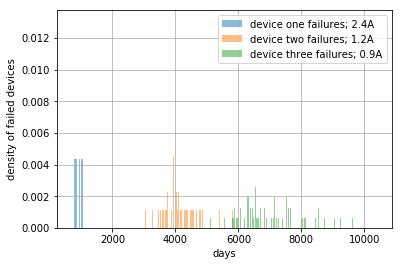 device one failures; 2.4A
device two failures; 1.2A
device three failures; 0.9A
density of failed devices
0.012
0.010
0.008
0.006
0.004
0.002
0.000
2000 4000 6000 8000 10000
days